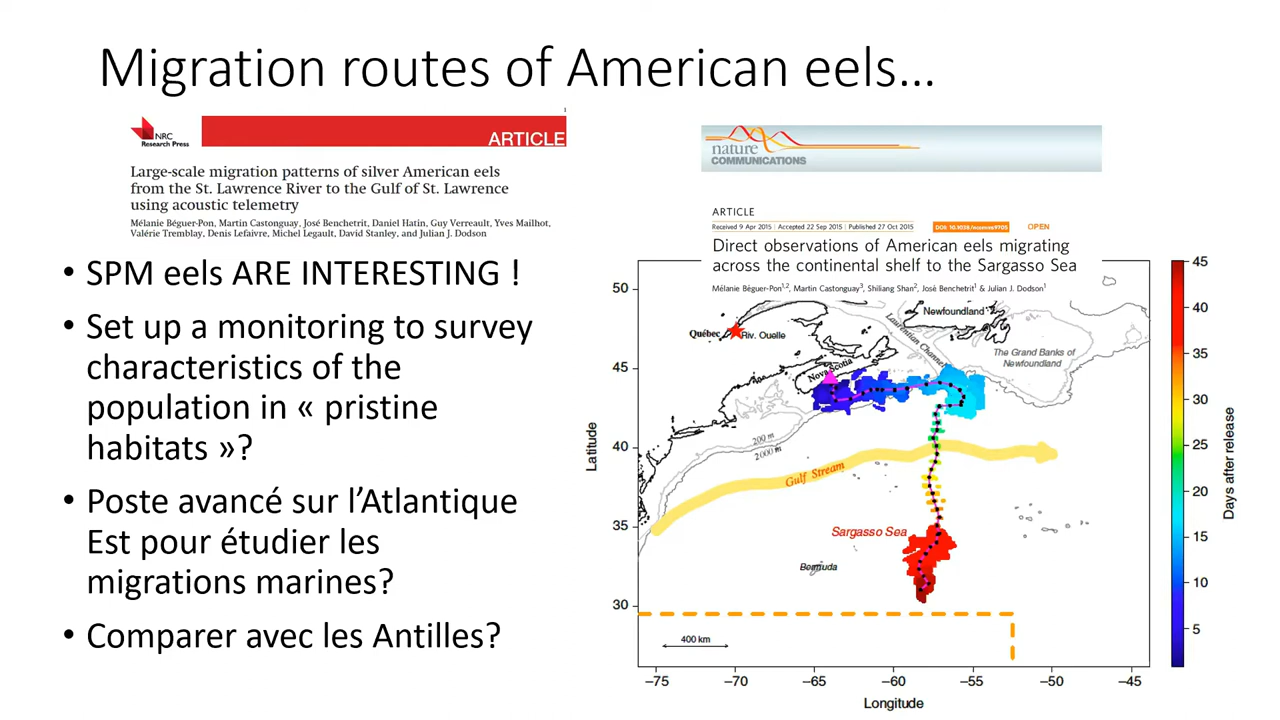 Migration routes of American eels...
NRC
Research Press
ARTICLE
Large-scale migration patterns of silver American eels
from the St. Lawrence River to the Gulf of St. Lawrence
using acoustic telemetry
Mélanie Béguer-Pon, Martin Castonguay, José Benchetrit, Daniel Hatin, Guy Verreault, Yves Mailhot,
Valérie Tremblay, Denis Lefaivre, Michel Legault, David Stanley, and Julian J. Dodson
• SPM eels ARE INTERESTING !
• Set up a monitoring to survey
characteristics of the
population in « pristine
habitats »?
• Poste avancé sur l’Atlantique
Est pour étudier les
migrations marines?
• Comparer avec les Antilles?
nature
COMMUNICATIONS
ARTICLE
Received 9 Apr 2015 | Accepted 22 Sep 2015 | Published 27 Oct 2015
OPEN
Direct observations of American eels migrating
across the continental shelf to the Sargasso Sea
Mélanie Béguer-Pon1,2, Martin Castonguay3, Shiliang Shan2, José Benchetrit1 & Julian J. Dodson1
Latitude
50
45
40
35
30
Québec
Riv. Ouelle
Newfoundland
Laurentian Channel
The Grand Banks of
Newfoundland
Nova Scotia
200 m
2000 m
Gulf Stream
Sargasso Sea
Bermuda
400 km
−75
−70
−65
−60
−55
−50
−45
Longitude
45
40
35
30
25
20
15
10
5
Days after release